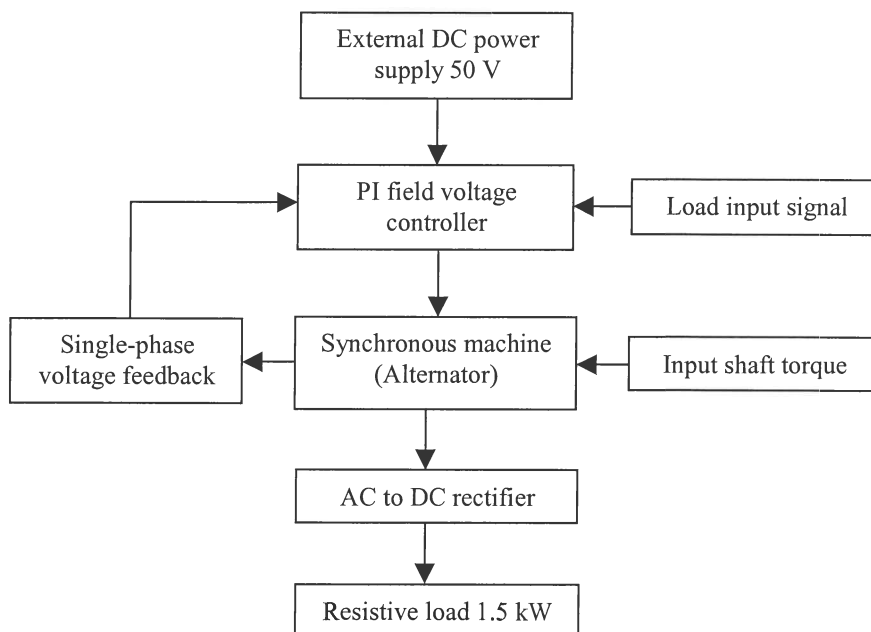 External DC power
supply 50 V
PI field voltage
controller
Load input signal
Single-phase
voltage feedback
Synchronous machine
(Alternator)
Input shaft torque
AC to DC rectifier
Resistive load 1.5 kW